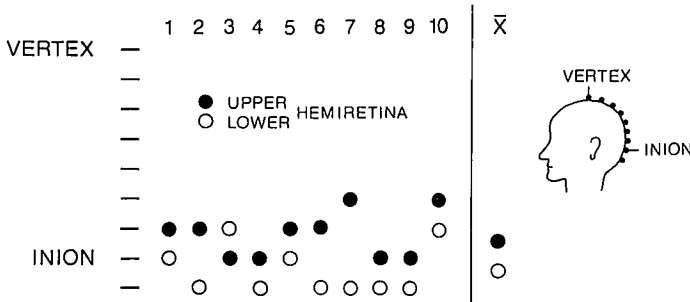 1 2 3 4 5 6 7 8 9 10 X̄
VERTEX
UPPER
LOWER
HEMIRETINA
INION
VERTEX
INION